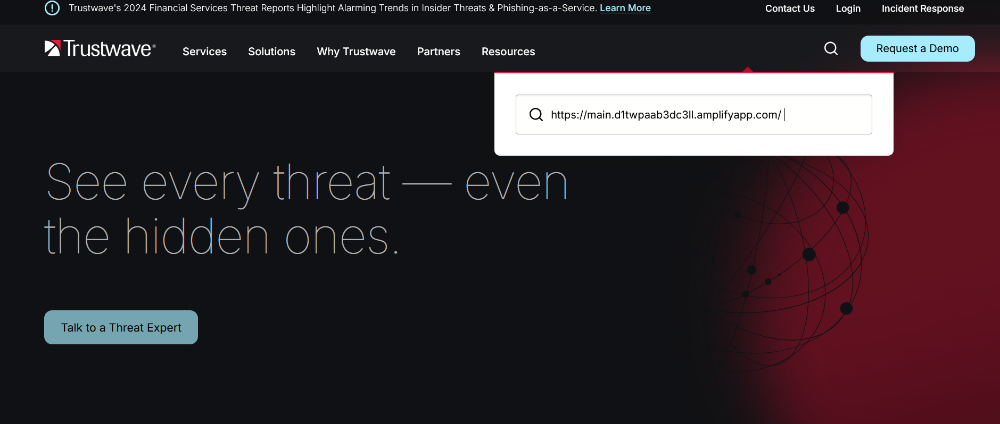 Trustwave's 2024 Financial Services Threat Reports Highlight Alarming Trends in Insider Threats & Phishing-as-a-Service. Learn More
Contact Us Login Incident Response
Trustwave® Services Solutions Why Trustwave Partners Resources
Request a Demo
https://main.d1twpaab3dc3ll.amplifyapp.com/
See every threat — even
the hidden ones.
Talk to a Threat Expert